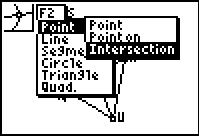 F2 S
Point
Line
Segment
Circle
Triangle
Quad.
Point
Point on
Intersection
U